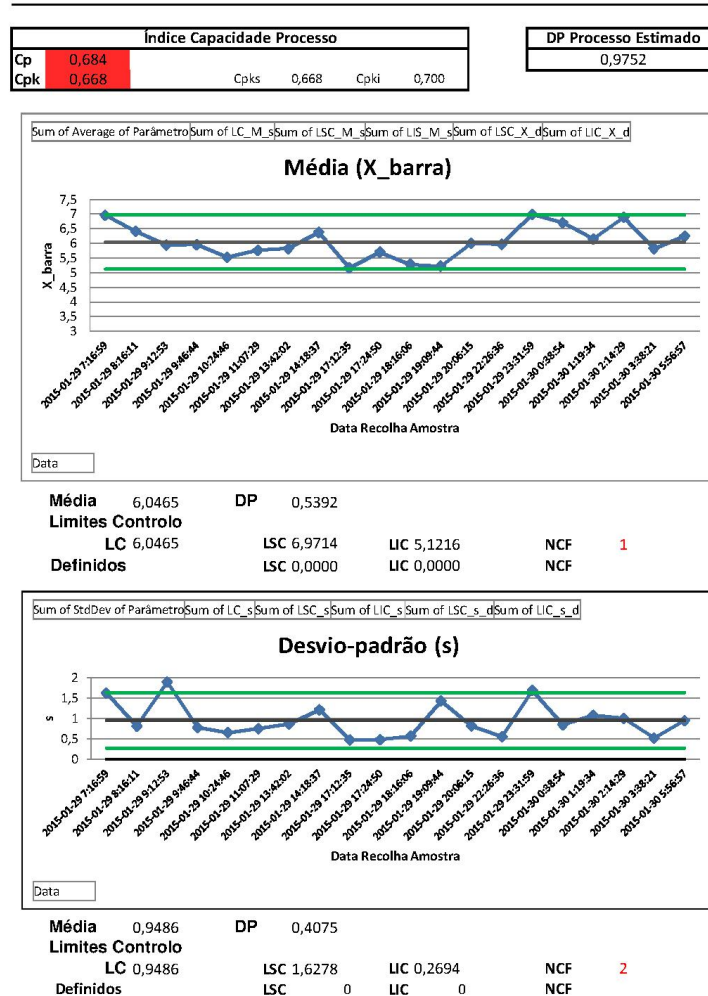 Índice Capacidade Processo
DP Processo Estimado
Cp 0,684
0,9752
Cpk 0,668 Cpks 0,668 Cpki 0,700
Sum of Average of Parâmetro Sum of LC_M_s Sum of LSC_M_s Sum of LIS_M_s Sum of LSC_X_d Sum of LIC_X_d
Média (X_barra)
X_barra
7,5
7
6,5
6
5,5
5
4,5
4
3,5
3
2015-01-29 7:16:59
2015-01-29 8:16:11
2015-01-29 9:12:53
2015-01-29 9:46:44
2015-01-29 10:24:46
2015-01-29 11:07:29
2015-01-29 13:42:02
2015-01-29 14:18:37
2015-01-29 17:12:35
2015-01-29 17:24:50
2015-01-29 18:16:06
2015-01-29 19:09:44
2015-01-29 20:06:15
2015-01-29 22:26:36
2015-01-29 23:31:59
2015-01-30 0:38:54
2015-01-30 1:19:34
2015-01-30 2:14:29
2015-01-30 3:38:21
2015-01-30 5:56:57
Data Recolha Amostra
Data
Média 6,0465 DP 0,5392
Limites Controlo
LC 6,0465 LSC 6,9714 LIC 5,1216 NCF 1
Definidos LSC 0,0000 LIC 0,0000 NCF
Sum of StdDev of Parâmetro Sum of LC_s Sum of LSC_s Sum of LIC_s Sum of LSC_s_d Sum of LIC_s_d
Desvio-padrão (s)
s
2
1,5
1
0,5
0
2015-01-29 7:16:59
2015-01-29 8:16:11
2015-01-29 9:12:53
2015-01-29 9:46:44
2015-01-29 10:24:46
2015-01-29 11:07:29
2015-01-29 13:42:02
2015-01-29 14:18:37
2015-01-29 17:12:35
2015-01-29 17:24:50
2015-01-29 18:16:06
2015-01-29 19:09:44
2015-01-29 20:06:15
2015-01-29 22:26:36
2015-01-29 23:31:59
2015-01-30 0:38:54
2015-01-30 1:19:34
2015-01-30 2:14:29
2015-01-30 3:38:21
2015-01-30 5:56:57
Data Recolha Amostra
Data
Média 0,9486 DP 0,4075
Limites Controlo
LC 0,9486 LSC 1,6278 LIC 0,2694 NCF 2
Definidos LSC 0 LIC 0 NCF